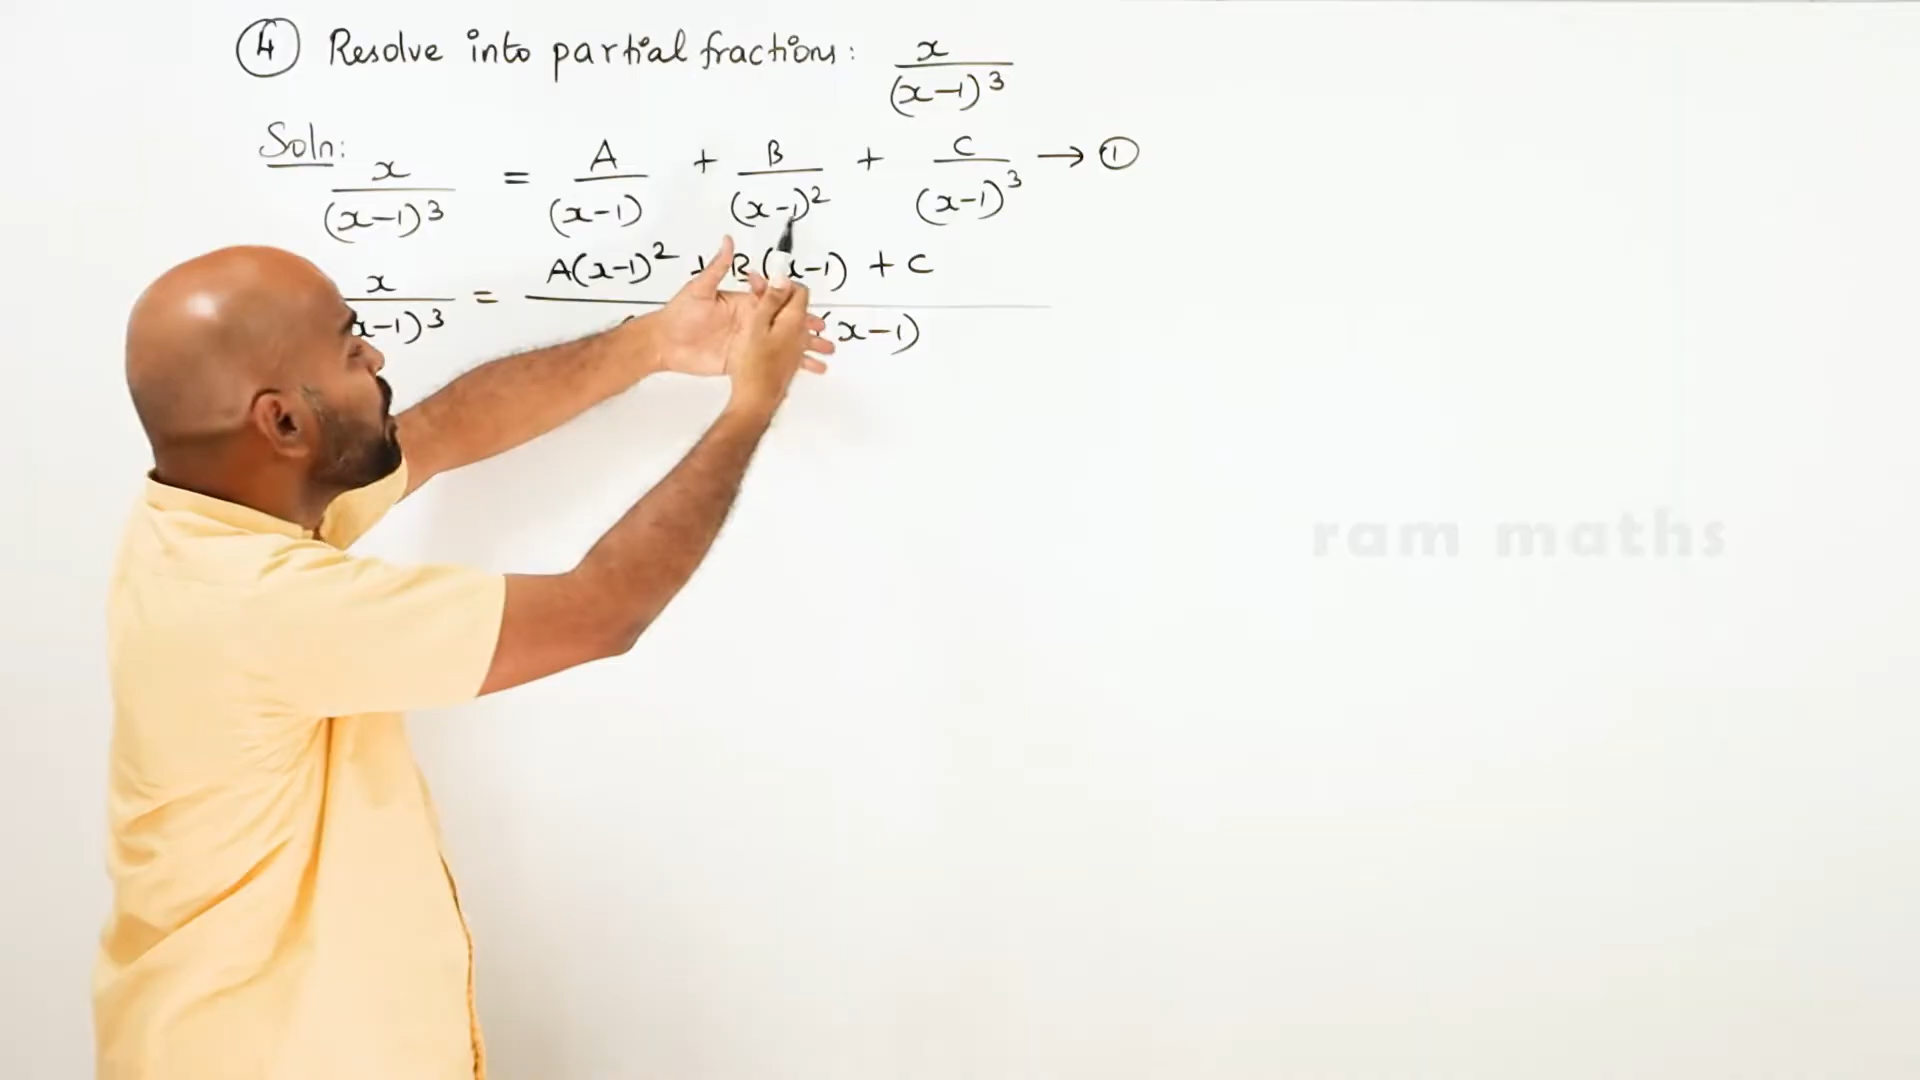 ④ Resolve into partial fractions: x/(x-1)³
Soln:
x/(x-1)³ = A/(x-1) + B/(x-1)² + C/(x-1)³ → ①
x/(x-1)³ = A(x-1)² + B(x-1) + C / (x-1)
ram maths